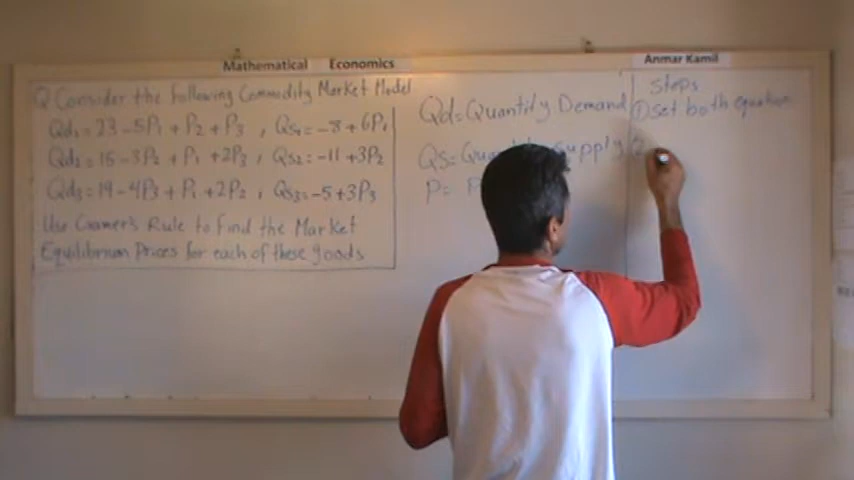 Mathematical Economics
Anmar Kamil
Q Consider the following Commodity Market Model
Qd1 = 23 - 5P1 + P2 + P3 , Qs1 = -8 + 6P1
Qd2 = 15 - 3P2 + P1 + 2P3 , Qs2 = -11 + 3P2
Qd3 = 19 - 4P3 + P1 + 2P2 , Qs3 = -5 + 3P3
Use Cramer's Rule to find the Market
Equilibrium Prices for each of these goods
Qd = Quantity Demand
Qs = supply
P = P
Steps
① set both equation